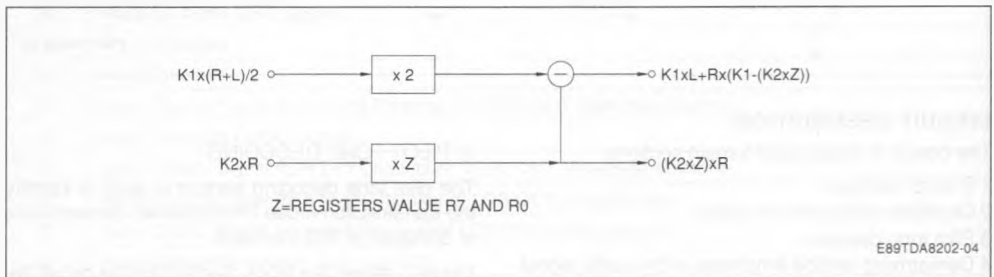 K1x(R+L)/2
x 2
K1xL+Rx(K1-(K2xZ))
K2xR
x Z
(K2xZ)xR
Z=REGISTERS VALUE R7 AND R0
E89TDA8202-04